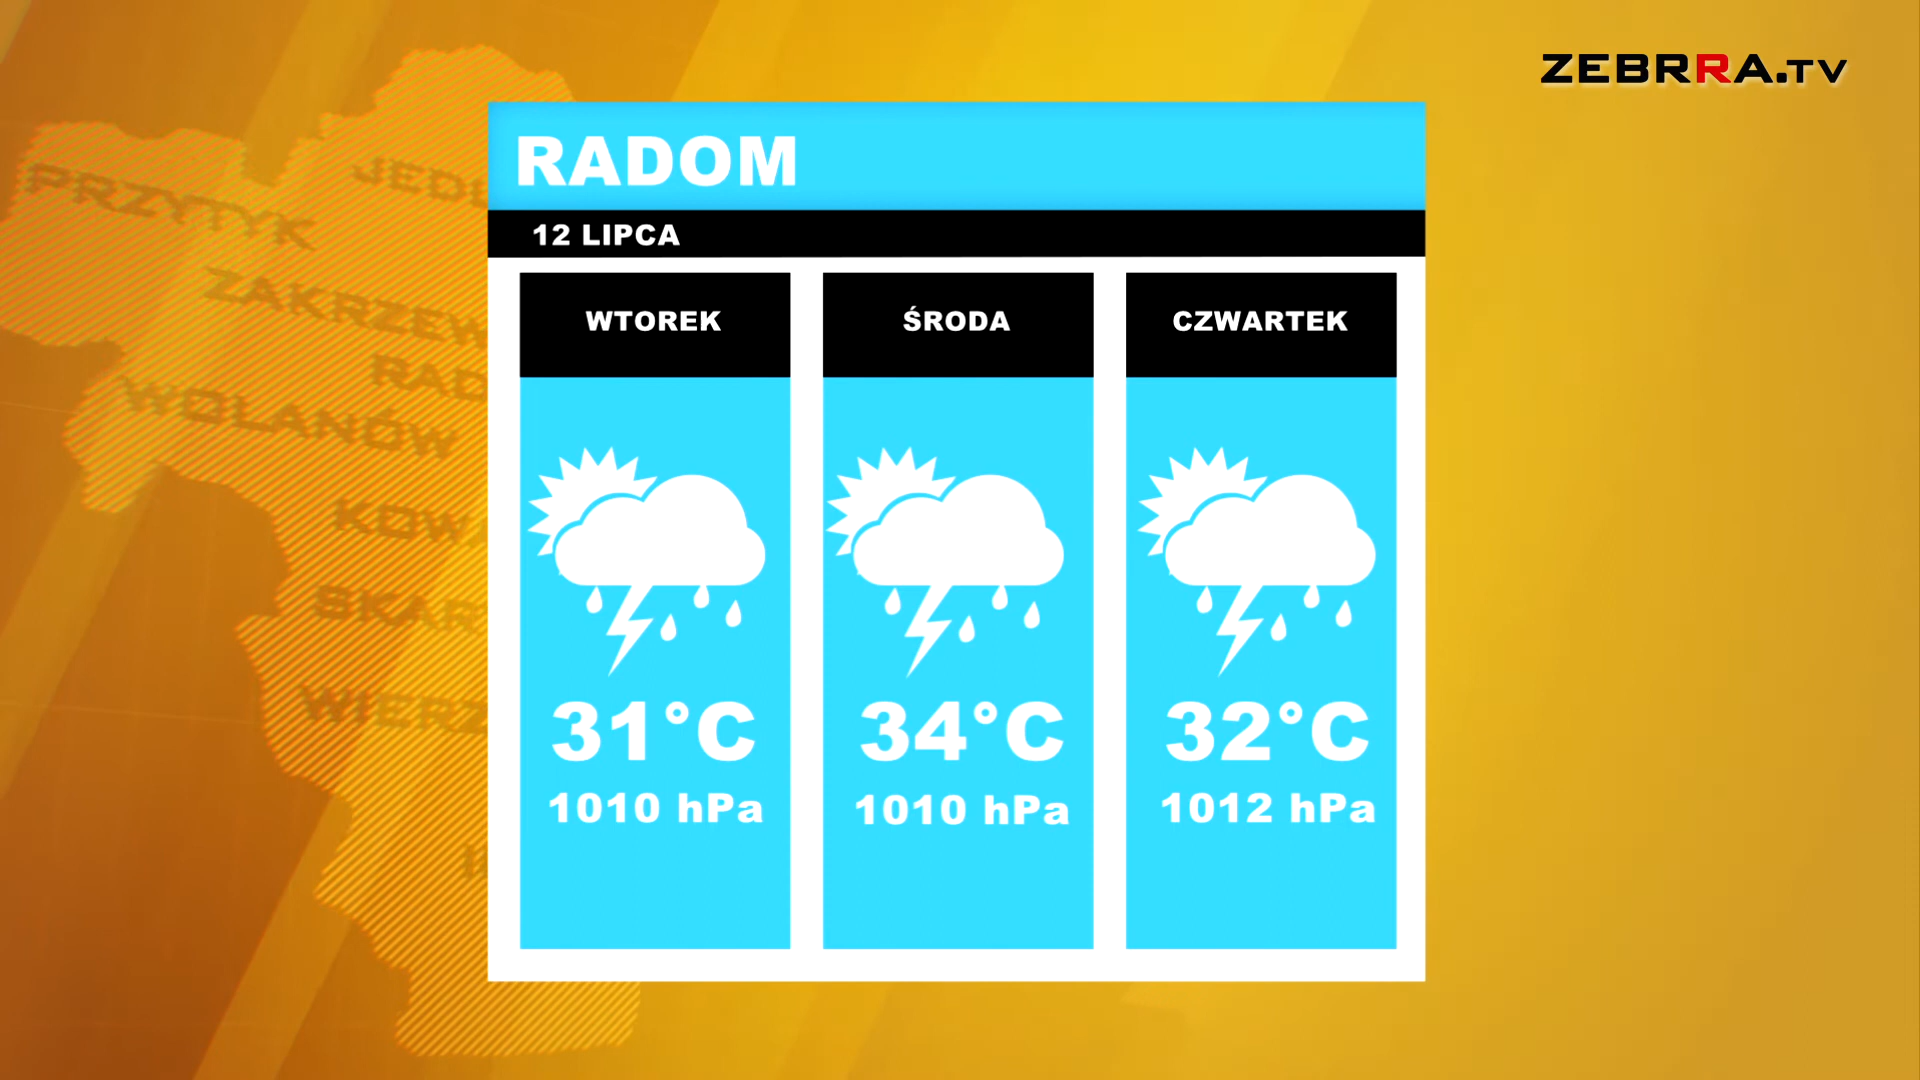 ZEBRRA.TV
RADOM
12 LIPCA
WTOREK
ŚRODA
CZWARTEK
31°C
34°C
32°C
1010 hPa
1010 hPa
1012 hPa
PRZYTYK
WOLANÓW